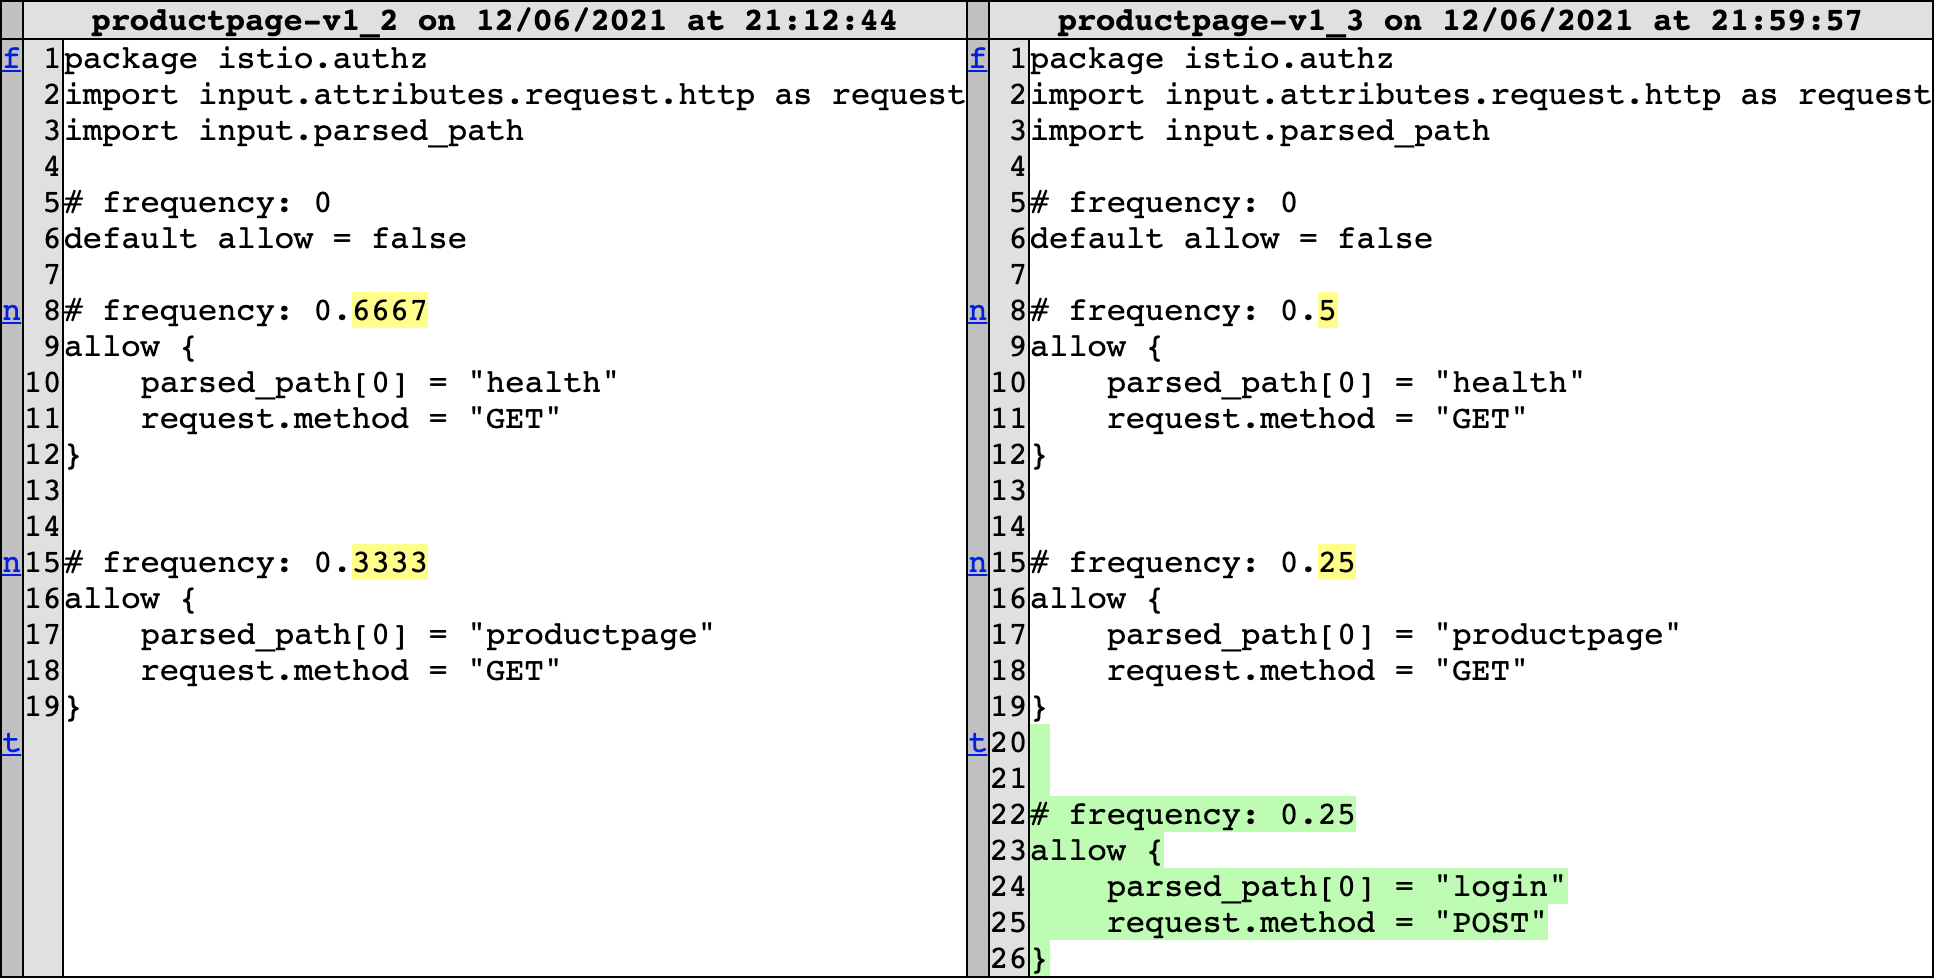 productpage-v1_2 on 12/06/2021 at 21:12:44
f 1 package istio.authz
2 import input.attributes.request.http as request
3 import input.parsed_path
4
5 # frequency: 0
6 default allow = false
7
n 8 # frequency: 0.6667
9 allow {
10     parsed_path[0] = "health"
11     request.method = "GET"
12 }
13
14
n 15 # frequency: 0.3333
16 allow {
17     parsed_path[0] = "productpage"
18     request.method = "GET"
19 }
t
productpage-v1_3 on 12/06/2021 at 21:59:57
f 1 package istio.authz
2 import input.attributes.request.http as request
3 import input.parsed_path
4
5 # frequency: 0
6 default allow = false
7
n 8 # frequency: 0.5
9 allow {
10     parsed_path[0] = "health"
11     request.method = "GET"
12 }
13
14
n 15 # frequency: 0.25
16 allow {
17     parsed_path[0] = "productpage"
18     request.method = "GET"
19 }
t 20
21
22 # frequency: 0.25
23 allow {
24     parsed_path[0] = "login"
25     request.method = "POST"
26 }